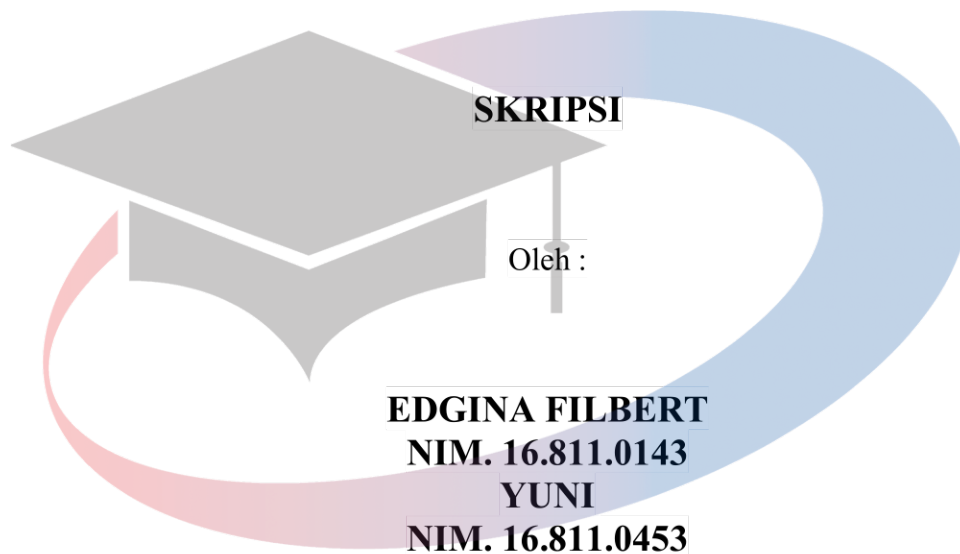 SKRIPSI
Oleh :
EDGINA FILBERT
NIM. 16.811.0143
YUNI
NIM. 16.811.0453